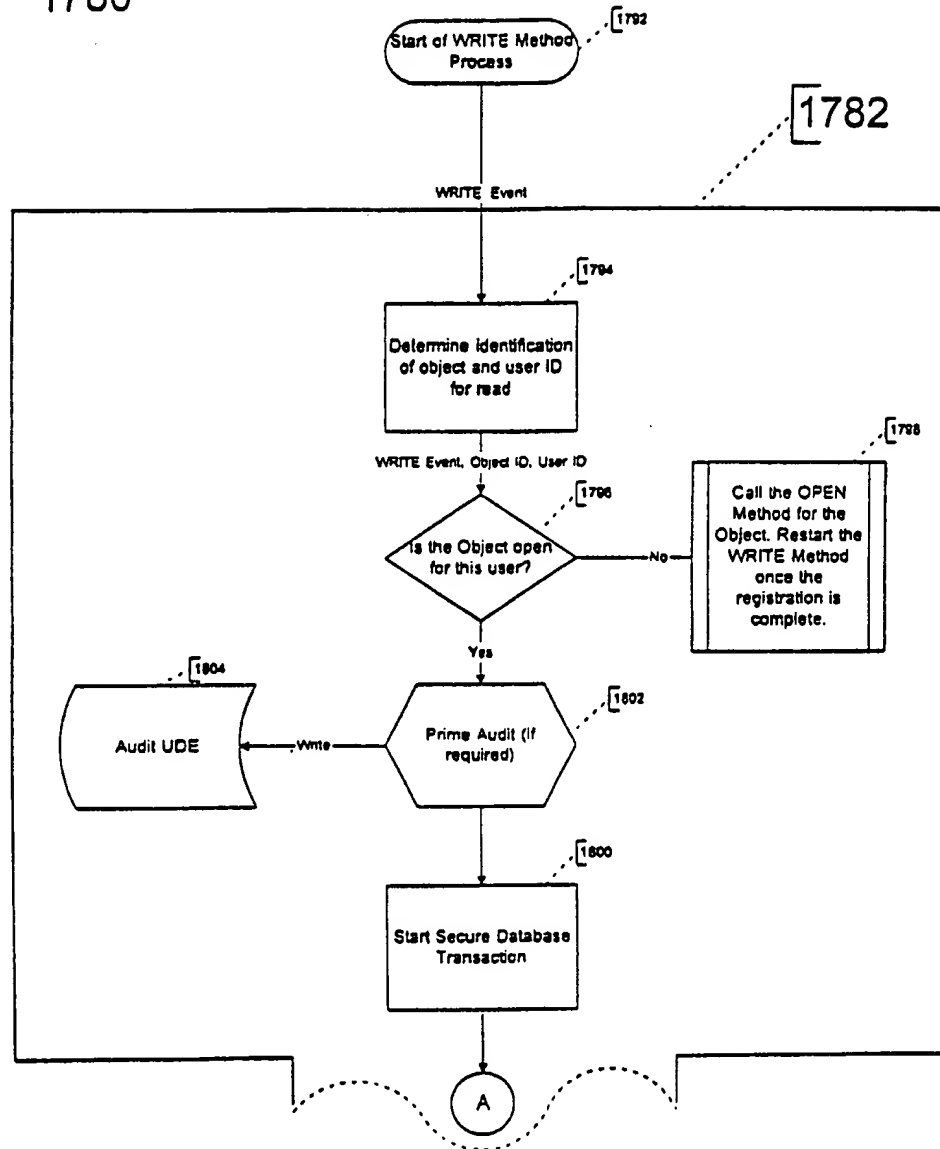 1780
Start of WRITE Method
Process
1792
1782
WRITE Event
1794
Determine identification
of object and user ID
for read
WRITE Event, Object ID, User ID
1796
1798
Is the Object open
for this user?
No
Call the OPEN
Method for the
Object. Restart the
WRITE Method
once the
registration is
complete.
Yes
1804
1802
Audit UDE
Write
Prime Audit (if
required)
1800
Start Secure Database
Transaction
A